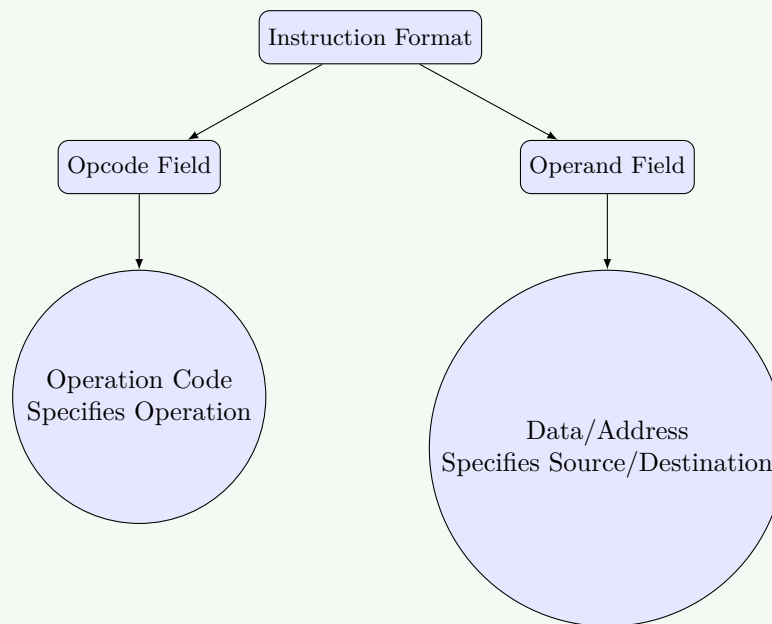 Instruction Format
Opcode Field
Operand Field
Operation Code
Specifies Operation
Data/Address
Specifies Source/Destination